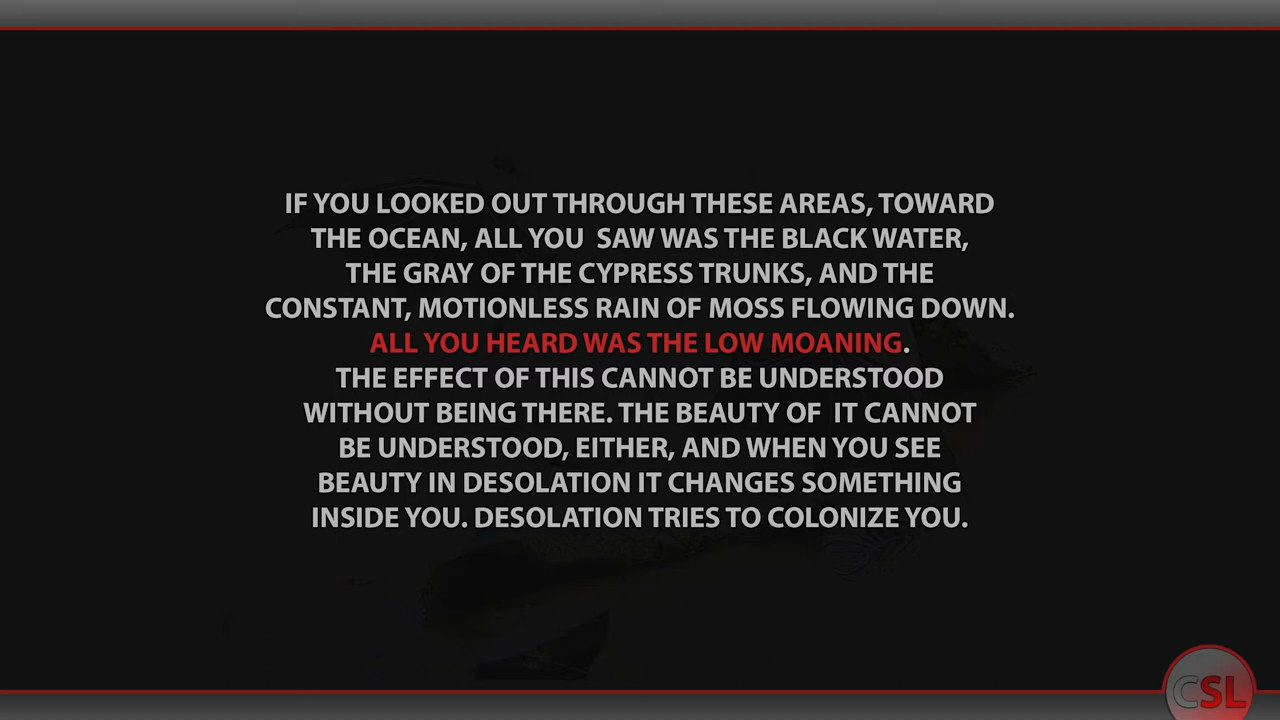 IF YOU LOOKED OUT THROUGH THESE AREAS, TOWARD
THE OCEAN, ALL YOU  SAW WAS THE BLACK WATER,
THE GRAY OF THE CYPRESS TRUNKS, AND THE
CONSTANT, MOTIONLESS RAIN OF MOSS FLOWING DOWN.
ALL YOU HEARD WAS THE LOW MOANING.
THE EFFECT OF THIS CANNOT BE UNDERSTOOD
WITHOUT BEING THERE. THE BEAUTY OF  IT CANNOT
BE UNDERSTOOD, EITHER, AND WHEN YOU SEE
BEAUTY IN DESOLATION IT CHANGES SOMETHING
INSIDE YOU. DESOLATION TRIES TO COLONIZE YOU.
CSL